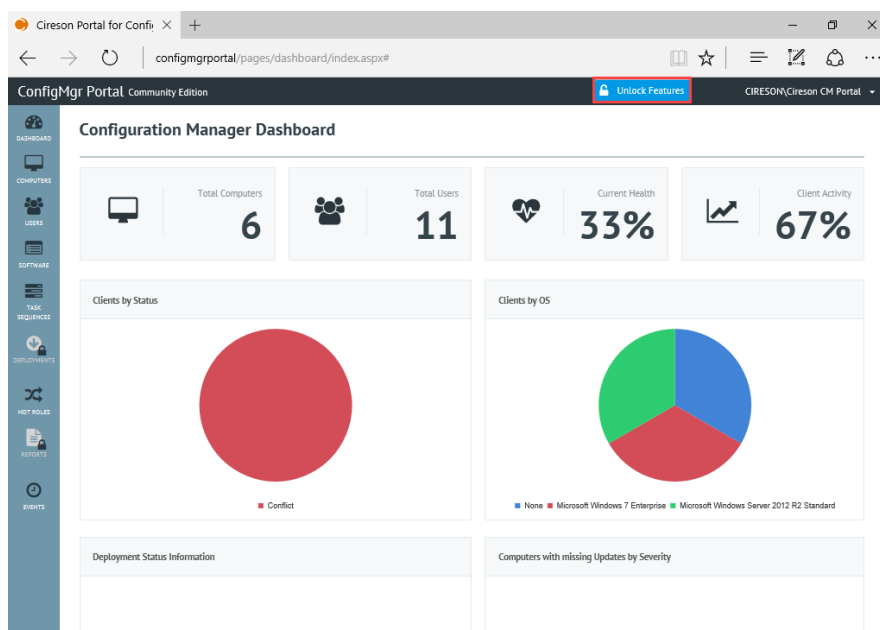 Cireson Portal for Confi
configmgrportal/pages/dashboard/index.aspx#
ConfigMgr Portal Community Edition
Unlock Features
CIRESON\Cireson CM Portal
DASHBOARD
COMPUTERS
USERS
SOFTWARE
TASK
SEQUENCES
DEPLOYMENTS
MDT ROLES
REPORTS
EVENTS
Configuration Manager Dashboard
Total Computers
6
Total Users
11
Current Health
33%
Client Activity
67%
Clients by Status
Conflict
Clients by OS
None Microsoft Windows 7 Enterprise Microsoft Windows Server 2012 R2 Standard
Deployment Status Information
Computers with missing Updates by Severity